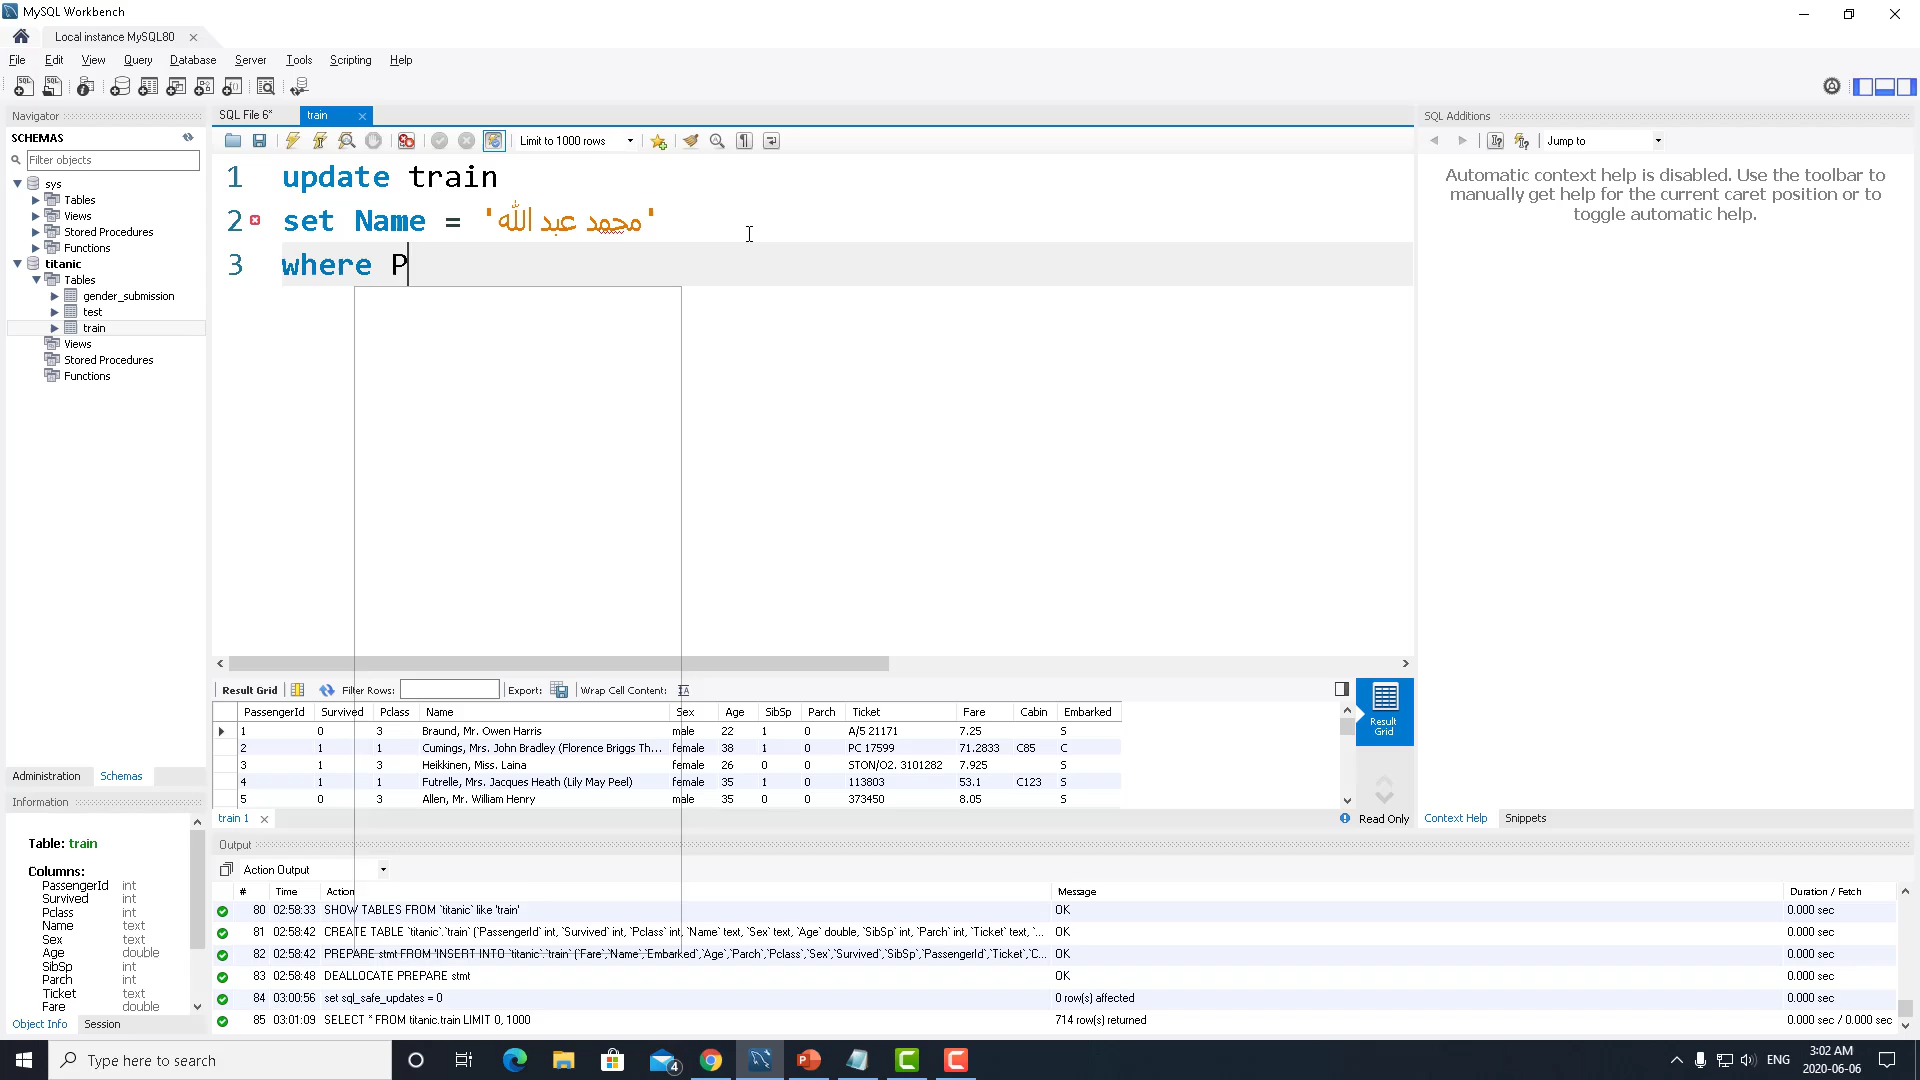 MySQL Workbench
Local instance MySQL80
File Edit View Query Database Server Tools Scripting Help
Navigator
SCHEMAS
Filter objects
sys
Tables
Views
Stored Procedures
Functions
titanic
Tables
gender_submission
test
train
Views
Stored Procedures
Functions
Administration Schemas
Information
Table: train
Columns:
PassengerId int
Survived int
Pclass int
Name text
Sex text
Age double
SibSp int
Parch int
Ticket text
Fare double
Object Info Session
SQL File 6* train
Limit to 1000 rows
1 update train
2 set Name = 'محمد عبد الله'
3 where P
Result Grid Filter Rows: Export: Wrap Cell Content:
PassengerId Survived Pclass Name Sex Age SibSp Parch Ticket Fare Cabin Embarked
1 0 3 Braund, Mr. Owen Harris male 22 1 0 A/5 21171 7.25 S
2 1 1 Cumings, Mrs. John Bradley (Florence Briggs Th... female 38 1 0 PC 17599 71.2833 C85 C
3 1 3 Heikkinen, Miss. Laina female 26 0 0 STON/O2. 3101282 7.925 S
4 1 1 Futrelle, Mrs. Jacques Heath (Lily May Peel) female 35 1 0 113803 53.1 C123 S
5 0 3 Allen, Mr. William Henry male 35 0 0 373450 8.05 S
Result Grid
train 1
Read Only
Output
Action Output
# Time Action Message Duration / Fetch
80 02:58:33 SHOW TABLES FROM `titanic` like 'train' OK 0.000 sec
81 02:58:42 CREATE TABLE `titanic`.`train` (`PassengerId` int, `Survived` int, `Pclass` int, `Name` text, `Sex` text, `Age` double, `SibSp` int, `Parch` int, `Ticket` text, `... OK 0.000 sec
82 02:58:42 PREPARE stmt FROM 'INSERT INTO `titanic`.`train` (`Fare`,`Name`,`Embarked`,`Age`,`Parch`,`Pclass`,`Sex`,`Survived`,`SibSp`,`PassengerId`,`Ticket`,`C... OK 0.000 sec
83 02:58:48 DEALLOCATE PREPARE stmt OK 0.000 sec
84 03:00:56 set sql_safe_updates = 0 0 row(s) affected 0.000 sec
85 03:01:09 SELECT * FROM titanic.train LIMIT 0, 1000 714 row(s) returned 0.000 sec / 0.000 sec
SQL Additions
Jump to
Automatic context help is disabled. Use the toolbar to
manually get help for the current caret position or to
toggle automatic help.
Context Help Snippets
Type here to search
4
ENG
3:02 AM
2020-06-06